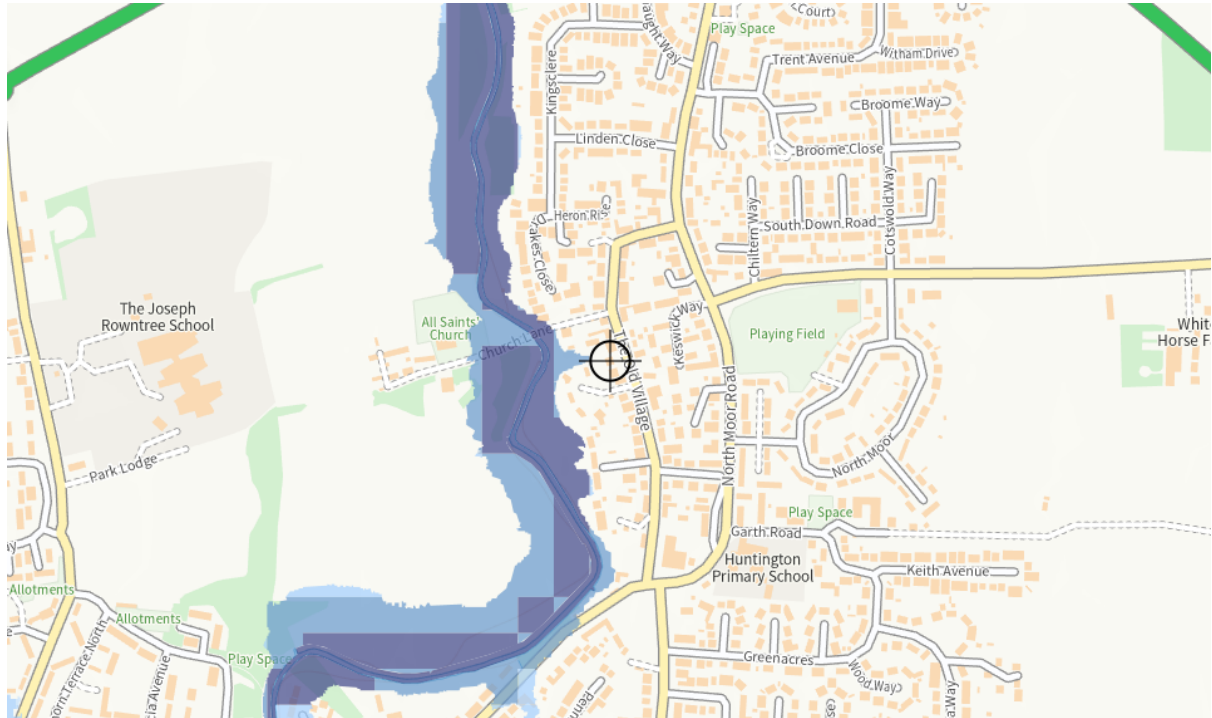 Court
Play Space
Kingsclere
Trent Avenue
Witham Drive
Broome Way
Linden Close
Broome Close
Heron Rise
Drakes Close
Chiltern Way
South Down Road
Cotswold Way
The Joseph
Rowntree School
All Saints'
Church
Church Lane
The Old Village
Keswick Way
Playing Field
White
Horse F
North Moor Road
North Moor
Park Lodge
Play Space
Garth Road
Huntington
Primary School
Keith Avenue
Allotments
Allotments
Play Space
Greenacres
Wood Way